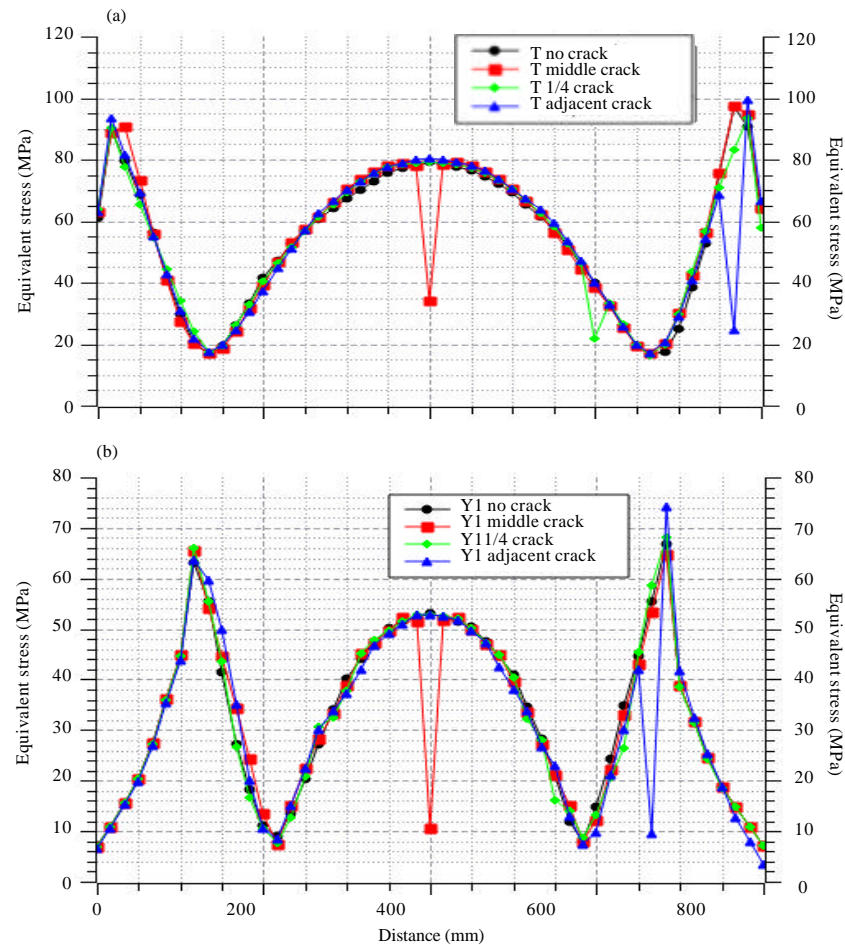 (a)
120
100
80
60
40
20
0
Equivalent stress (MPa)
T no crack
T middle crack
T 1/4 crack
T adjacent crack
120
100
80
60
40
20
0
Equivalent stress (MPa)
(b)
80
70
60
50
40
30
20
10
0
Equivalent stress (MPa)
Y1 no crack
Y1 middle crack
Y11/4 crack
Y1 adjacent crack
80
70
60
50
40
30
20
10
0
Equivalent stress (MPa)
0 200 400 600 800
Distance (mm)